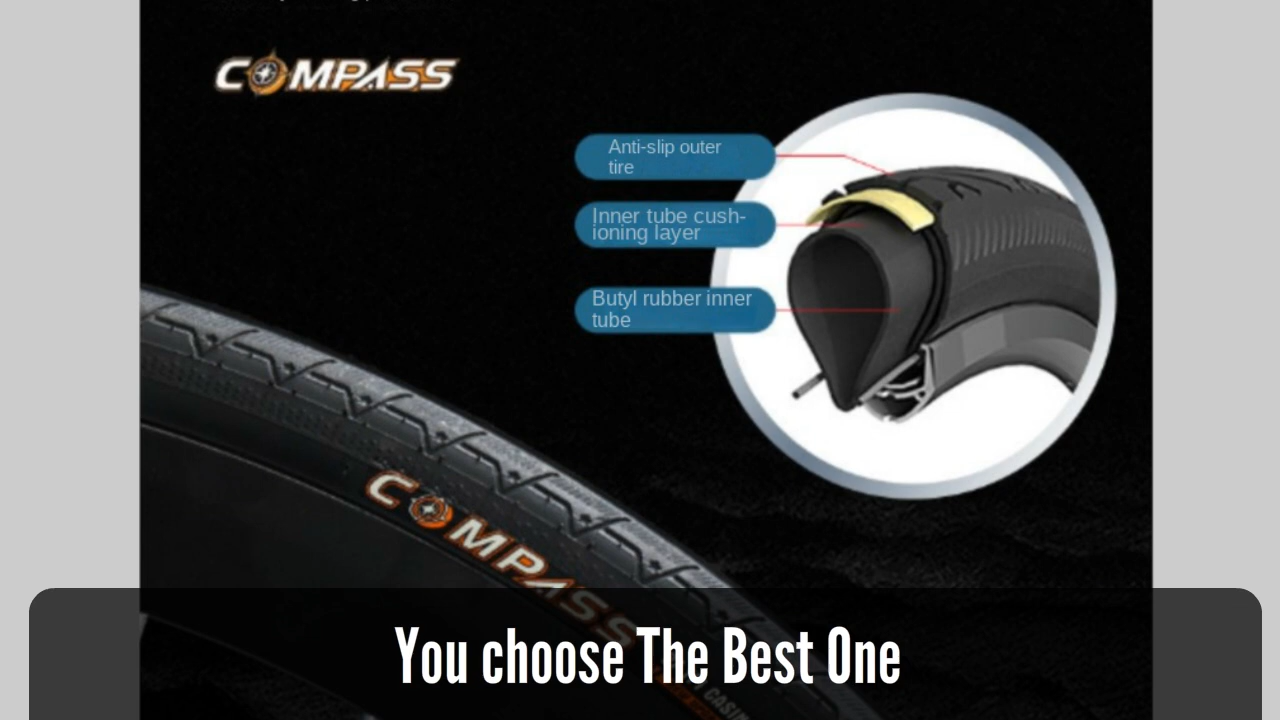 COMPASS
Anti-slip outer
tire
Inner tube cush-
ioning layer
Butyl rubber inner
tube
COMPASS
You choose The Best One